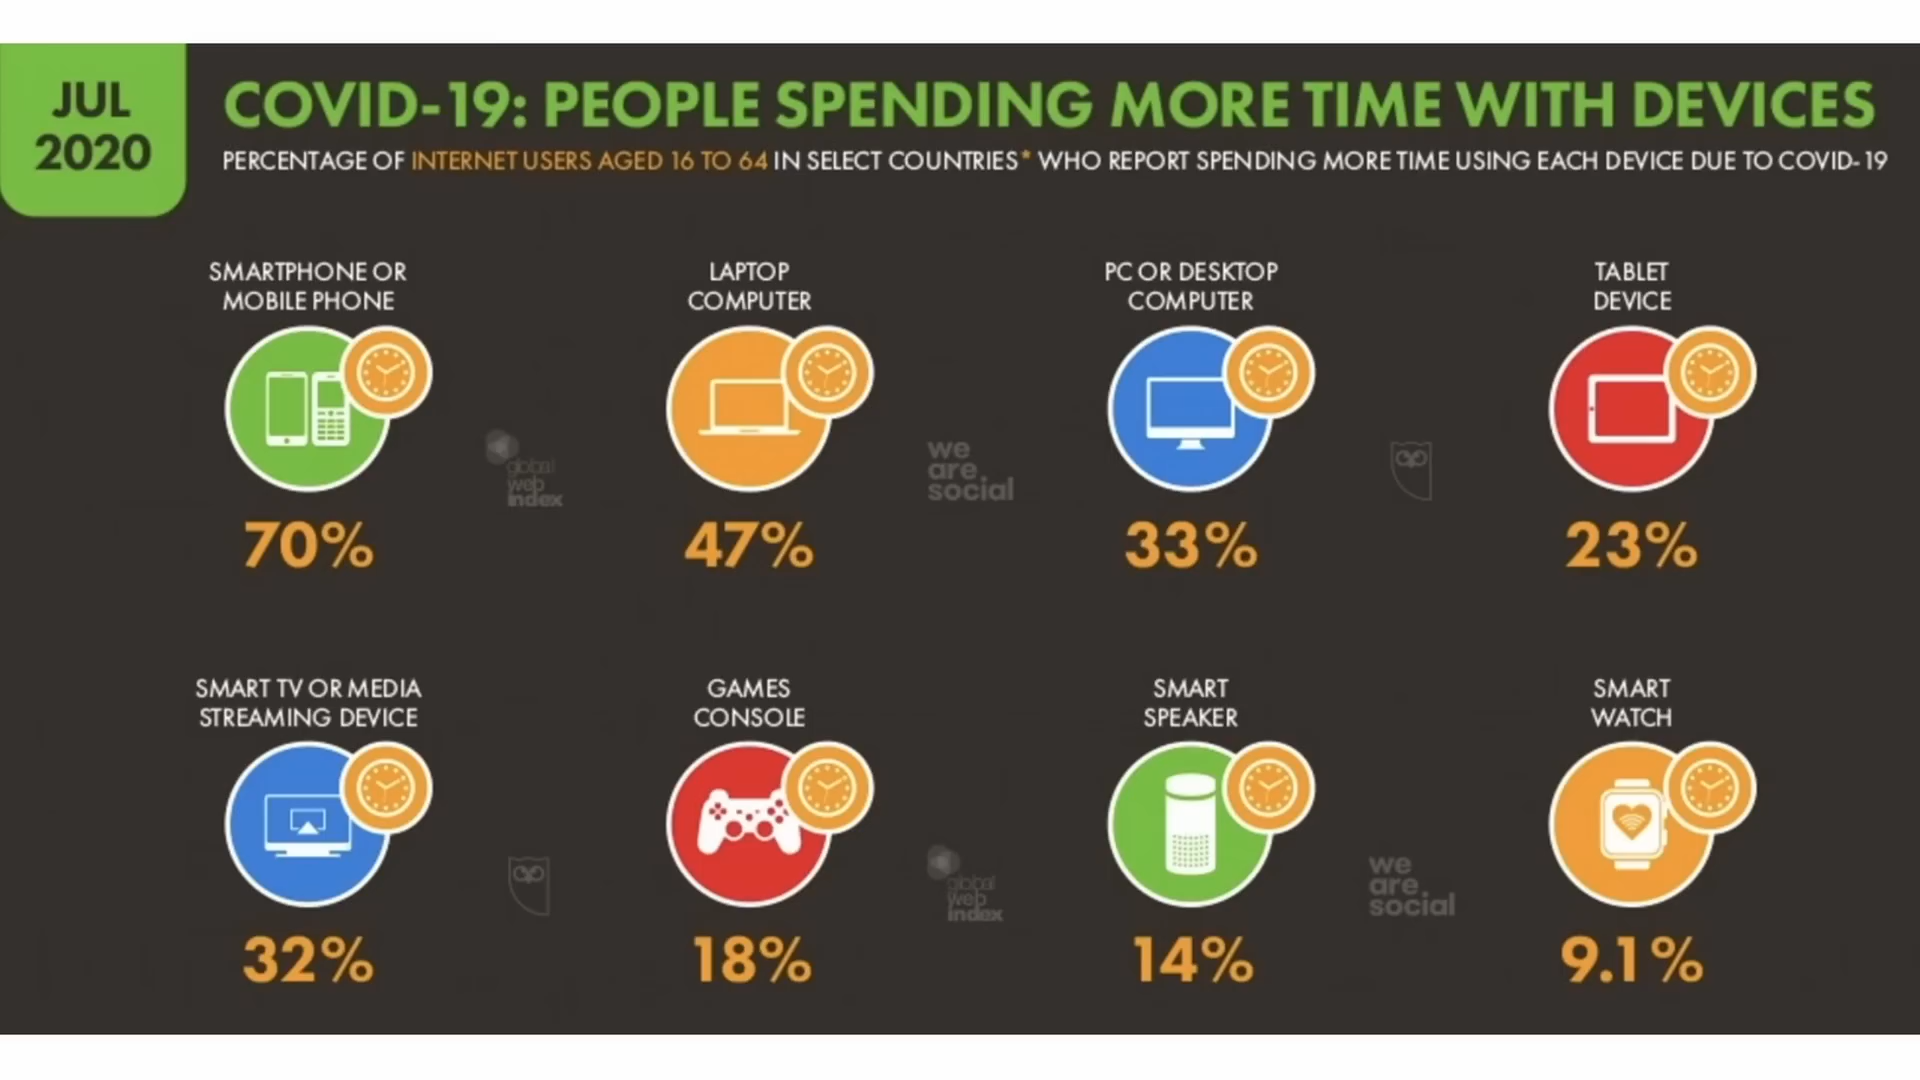 JUL
2020
COVID-19: PEOPLE SPENDING MORE TIME WITH DEVICES
PERCENTAGE OF INTERNET USERS AGED 16 TO 64 IN SELECT COUNTRIES* WHO REPORT SPENDING MORE TIME USING EACH DEVICE DUE TO COVID-19
SMARTPHONE OR
MOBILE PHONE
70%
LAPTOP
COMPUTER
47%
PC OR DESKTOP
COMPUTER
33%
TABLET
DEVICE
23%
global
web
index
we
are
social
SMART TV OR MEDIA
STREAMING DEVICE
32%
GAMES
CONSOLE
18%
SMART
SPEAKER
14%
SMART
WATCH
9.1%
global
web
index
we
are
social